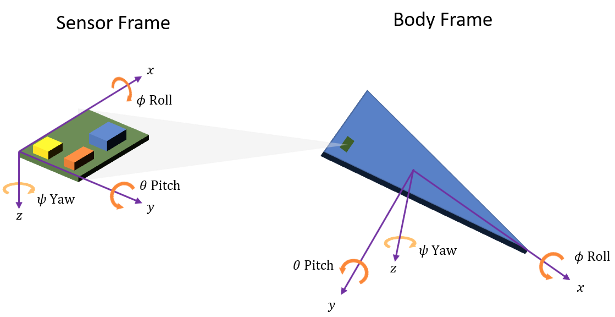 Sensor Frame
x
ϕ Roll
θ Pitch
y
ψ Yaw
z
Body Frame
ψ Yaw
z
θ Pitch
y
ϕ Roll
x